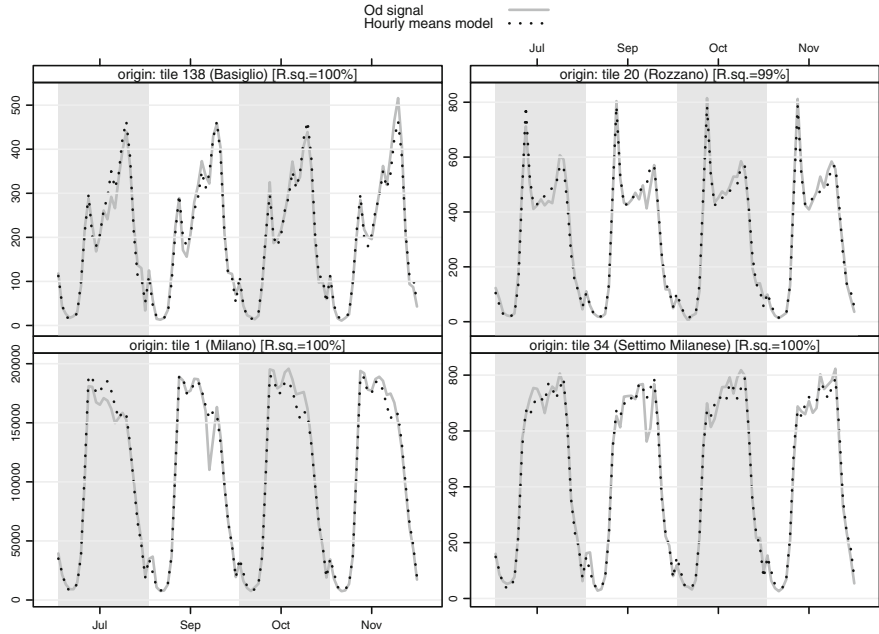 Od signal
Hourly means model
Jul Sep Oct Nov
origin: tile 138 (Basiglio) [R.sq.=100%]
origin: tile 20 (Rozzano) [R.sq.=99%]
0 100 200 300 400 500
0 200 400 600 800
origin: tile 1 (Milano) [R.sq.=100%]
origin: tile 34 (Settimo Milanese) [R.sq.=100%]
0 50000 100000 150000 200000
0 200 400 600 800
Jul Sep Oct Nov